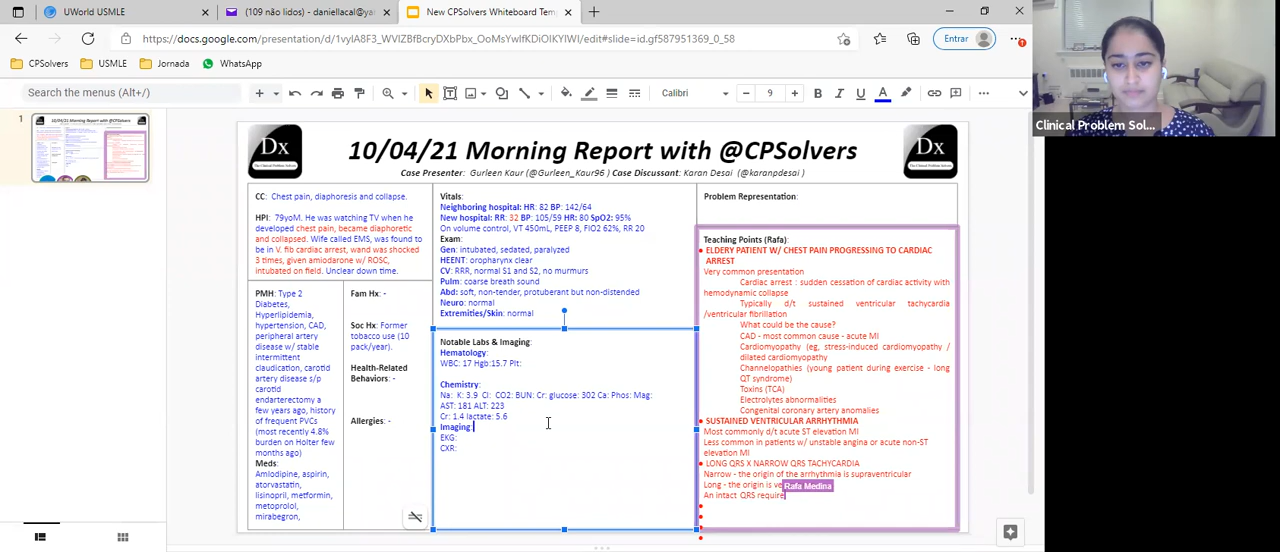 UWorld USMLE
(109 não lidos) - daniellacal@ya
New CPSolvers Whiteboard Tem
https://docs.google.com/presentation/d/1vylA8F3_WVlZBfBcryDXbPbx_OoMsYwlfKDiOlKYlWI/edit#slide=id.gf587951369_0_58
Entrar
CPSolvers
USMLE
Jornada
WhatsApp
Search the menus (Alt+/)
Calibri
9
1
Dx
The Clinical Problem Solvers
10/04/21 Morning Report with @CPSolvers
Case Presenter: Gurleen Kaur (@Gurleen_Kaur96 ) Case Discussant: Karan Desai (@karanpdesai )
Dx
The Clinical Problem Solvers
CC: Chest pain, diaphoresis and collapse.
HPI: 79yoM. He was watching TV when he
developed chest pain, became diaphoretic
and collapsed. Wife called EMS, was found to
be in V. fib cardiac arrest, wand was shocked
3 times, given amiodarone w/ ROSC,
intubated on field. Unclear down time.
PMH: Type 2
Diabetes,
Hyperlipidemia,
hypertension, CAD,
peripheral artery
disease w/ stable
intermittent
claudication,
carotid artery
disease s/p
carotid
endarterectomy a
few years ago, history
of frequent PVCs
(most recently 4.8%
burden on Holter few
months ago)
Meds:
Amlodipine, aspirin,
atorvastatin,
lisinopril, metformin,
metoprolol,
mirabegron,
Fam Hx: -
Soc Hx: Former
tobacco use (10
pack/year).
Health-Related
Behaviors: -
Allergies: -
Vitals:
Neighboring hospital: HR: 82 BP: 142/64
New hospital: RR: 32 BP: 105/59 HR: 80 SpO2: 95%
On volume control, VT 450mL, PEEP 8, FIO2 62%, RR 20
Exam:
Gen: intubated, sedated, paralyzed
HEENT: oropharynx clear
CV: RRR, normal S1 and S2, no murmurs
Pulm: coarse breath sound
Abd: soft, non-tender, protuberant but non-distended
Neuro: normal
Extremities/Skin: normal
Notable Labs & Imaging:
Hematology:
WBC: 17 Hgb:15.7 Plt:
Chemistry:
Na: K: 3.9 Cl: CO2: BUN: Cr: glucose: 302 Ca: Phos: Mag:
AST: 181 ALT: 223
Cr: 1.4 lactate: 5.6
Imaging:
EKG:
CXR:
Problem Representation:
Teaching Points (Rafa):
ELDERY PATIENT W/ CHEST PAIN PROGRESSING TO CARDIAC
ARREST
Very common presentation
Cardiac arrest : sudden cessation of cardiac activity with
hemodynamic collapse
Typically d/t sustained ventricular tachycardia
/ventricular fibrillation
What could be the cause?
CAD - most common cause - acute MI
Cardiomyopathy (eg, stress-induced cardiomyopathy /
dilated cardiomyopathy
Channelopathies (young patient during exercise - long
QT syndrome)
Toxins (TCA)
Electrolytes abnormalities
Congenital coronary artery anomalies
SUSTAINED VENTRICULAR ARRHYTHMIA
Most commonly d/t acute ST elevation MI
Less common in patients w/ unstable angina or acute non-ST
elevation MI
LONG QRS X NARROW QRS TACHYCARDIA
Narrow - the origin of the arrhythmia is supraventricular
Long - the origin is ve
Rafa Medina
An intact QRS require
Clinical Problem Sol...